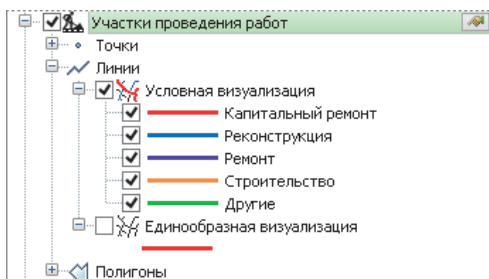 Участки проведения работ
Точки
Линии
Условная визуализация
Капитальный ремонт
Реконструкция
Ремонт
Строительство
Другие
Единообразная визуализация
Полигоны